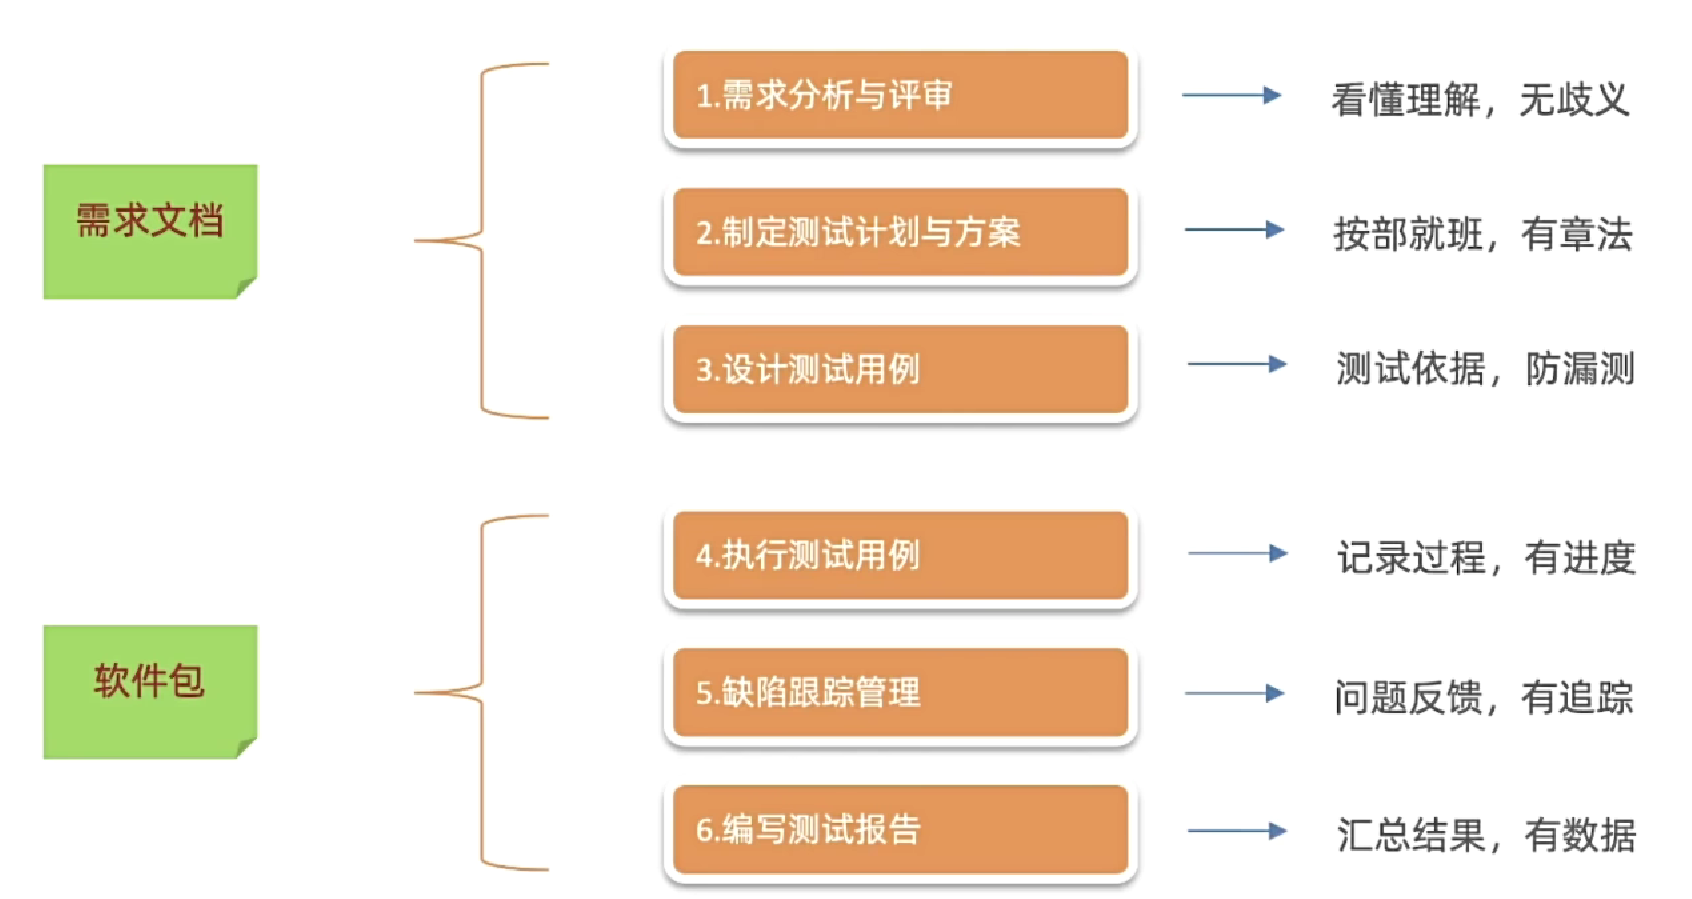 需求文档
1.需求分析与评审
看懂理解，无歧义
2.制定测试计划与方案
按部就班，有章法
3.设计测试用例
测试依据，防漏测
软件包
4.执行测试用例
记录过程，有进度
5.缺陷跟踪管理
问题反馈，有追踪
6.编写测试报告
汇总结果，有数据